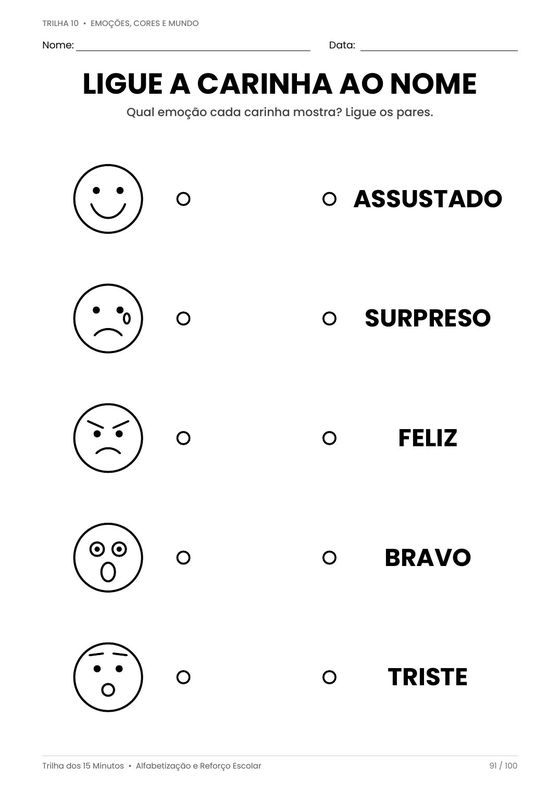 TRILHA 10 • EMOÇÕES, CORES E MUNDO
Nome: Data:
LIGUE A CARINHA AO NOME
Qual emoção cada carinha mostra? Ligue os pares.
ASSUSTADO
SURPRESO
FELIZ
BRAVO
TRISTE
Trilha dos 15 Minutos • Alfabetização e Reforço Escolar 91 / 100